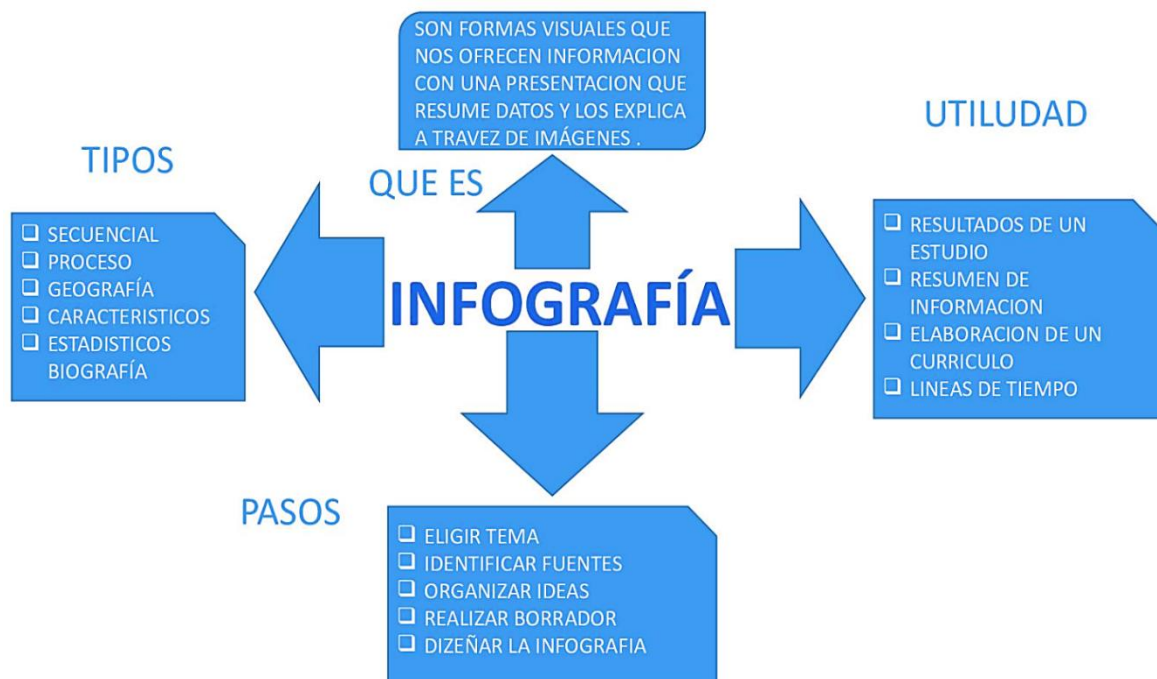 SON FORMAS VISUALES QUE
NOS OFRECEN INFORMACION
CON UNA PRESENTACION QUE
RESUME DATOS Y LOS EXPLICA
A TRAVEZ DE IMÁGENES .
QUE ES
TIPOS
SECUENCIAL
PROCESO
GEOGRAFÍA
CARACTERISTICOS
ESTADISTICOS
BIOGRAFÍA
INFOGRAFÍA
UTILUDAD
RESULTADOS DE UN
ESTUDIO
RESUMEN DE
INFORMACION
ELABORACION DE UN
CURRICULO
LINEAS DE TIEMPO
PASOS
ELIGIR TEMA
IDENTIFICAR FUENTES
ORGANIZAR IDEAS
REALIZAR BORRADOR
DIZEÑAR LA INFOGRAFIA